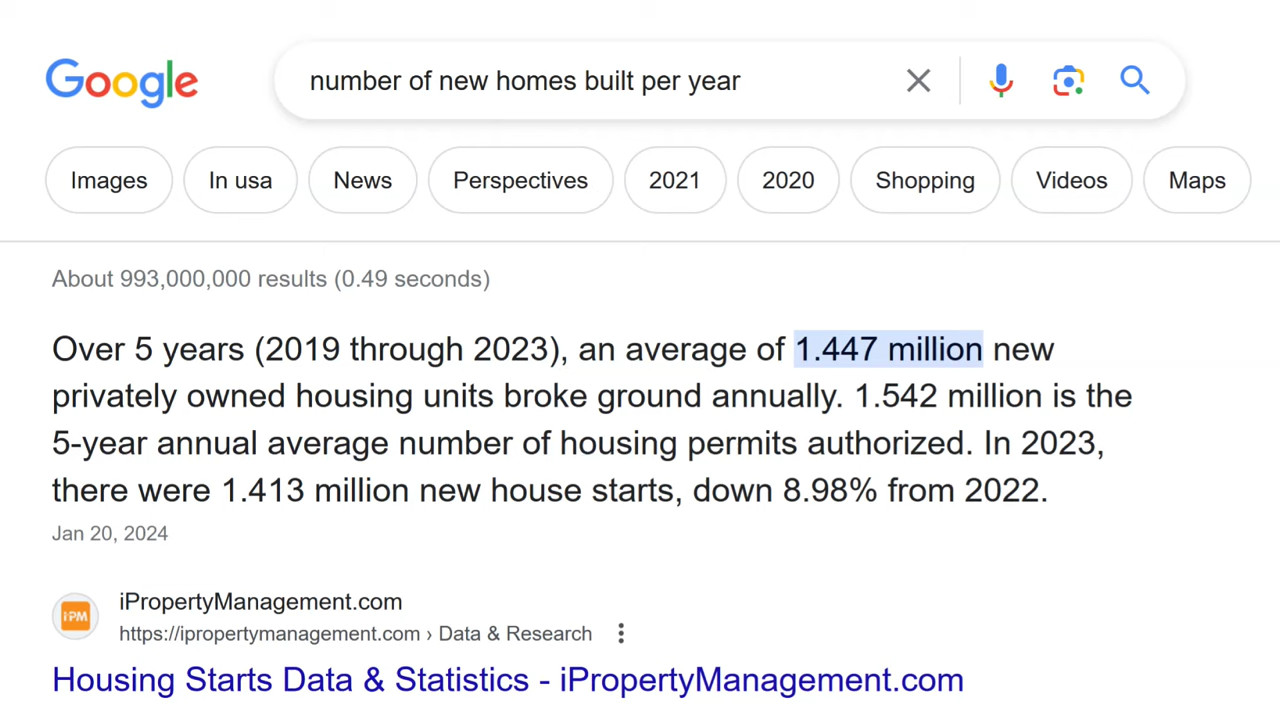 Google
number of new homes built per year
Images
In usa
News
Perspectives
2021
2020
Shopping
Videos
Maps
About 993,000,000 results (0.49 seconds)
Over 5 years (2019 through 2023), an average of 1.447 million new
privately owned housing units broke ground annually. 1.542 million is the
5-year annual average number of housing permits authorized. In 2023,
there were 1.413 million new house starts, down 8.98% from 2022.
Jan 20, 2024
iPM
iPropertyManagement.com
https://ipropertymanagement.com › Data & Research
Housing Starts Data & Statistics - iPropertyManagement.com